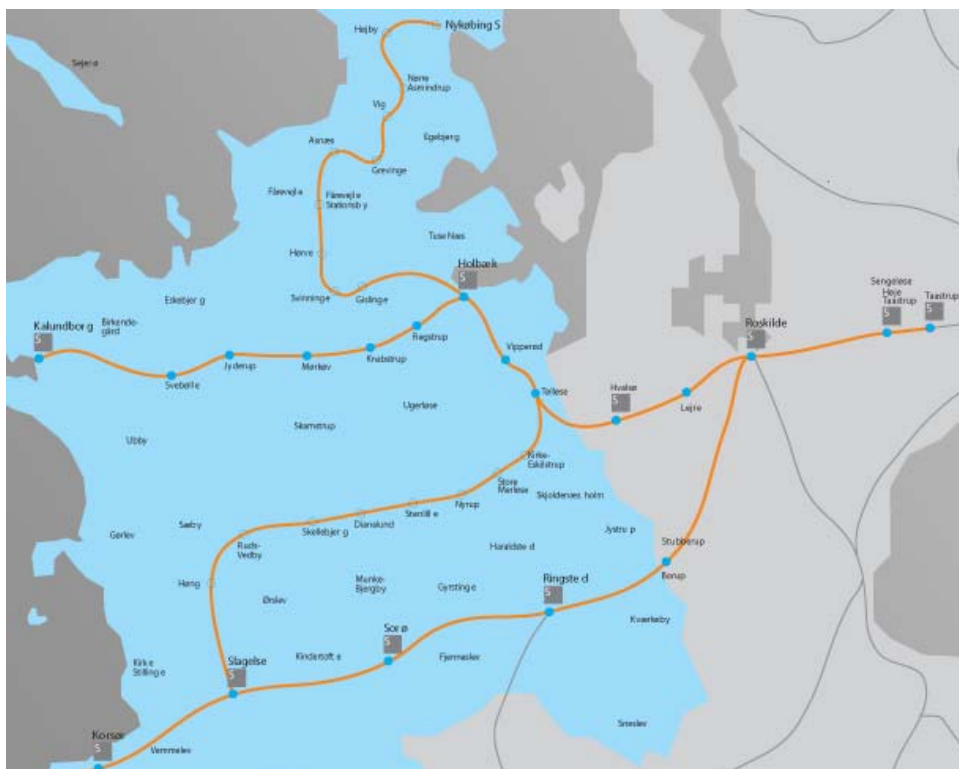 Nykøbing S
Højby
Sejerø
Nørre
Asmindrup
Vig
Egebjerg
Asnæs
Grevinge
Fårevejle
Fårevejle
Stationsby
Tuse Næs
Hørve
Holbæk
S
Svinninge
Gislinge
Eskebjerg
Sengeløse
Høje
Taastrup
S
Taastrup
S
Kalundborg
S
Birkende-
gård
Regstrup
Roskilde
S
Vipperød
Svebølle
Jyderup
Mørkøv
Knabstrup
Tølløse
Hvalsø
S
Lejre
Ugerløse
Skamstrup
Ubby
Kirke-
Eskilstrup
Store
Merløse
Skjoldenæsholm
Nyrup
Stenlille
Dianalund
Skellebjerg
Sæby
Gørlev
Ruds-
Vedby
Jystrup
Stubberup
Haraldsted
Høng
Munke-
Bjergby
Gyrstinge
Ringsted
S
Borup
Ørslev
Kværkeby
Sorø
S
Kirke
Stillinge
Slagelse
S
Kindertofte
Fjenneslev
Korsør
S
Vemmelev
Sneslev